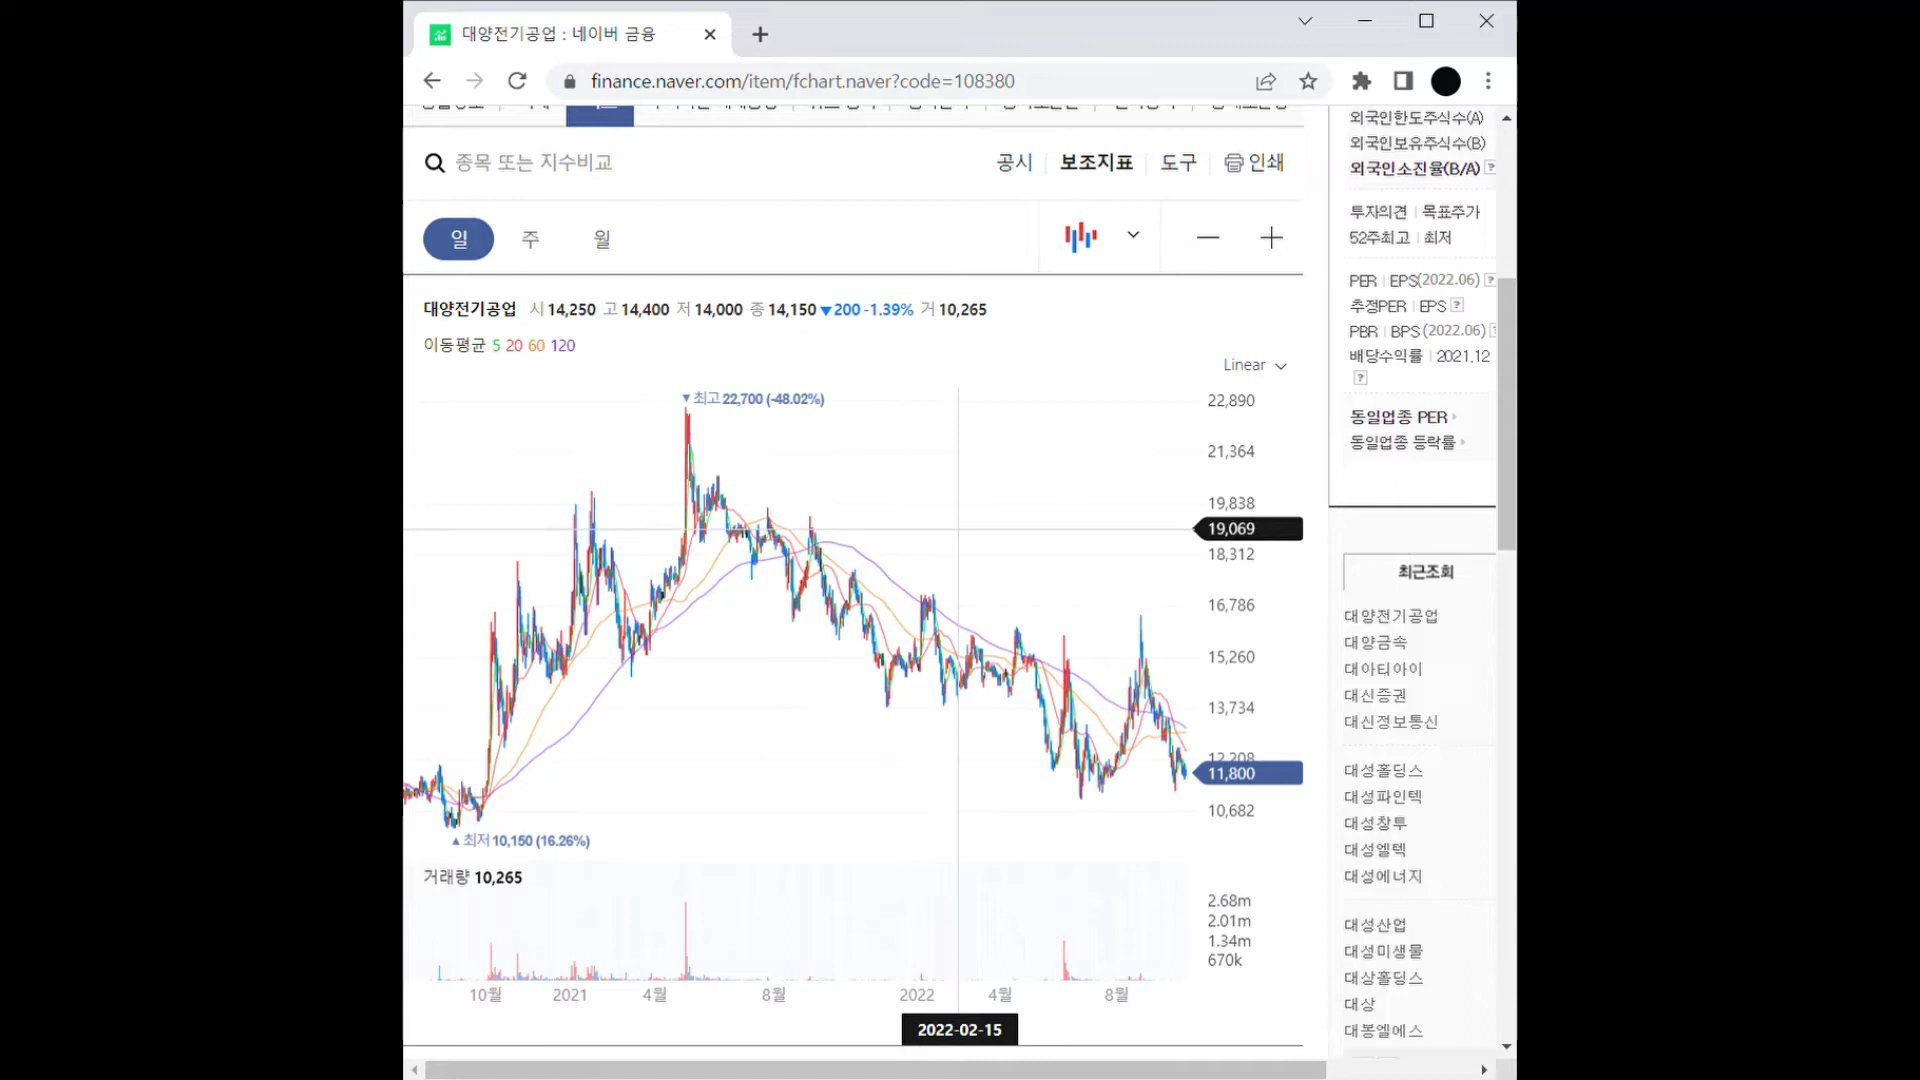 대양전기공업 : 네이버 금융
finance.naver.com/item/fchart.naver?code=108380
종목 또는 지수비교
공시 보조지표 도구 인쇄
일 주 월
대양전기공업 시 14,250 고 14,400 저 14,000 종 14,150 ▼200 -1.39% 거 10,265
이동평균 5 20 60 120
Linear
▼최고 22,700 (-48.02%)
22,890
21,364
19,838
19,069
18,312
16,786
15,260
13,734
12,208
11,800
10,682
▲최저 10,150 (16.26%)
거래량 10,265
2.68m
2.01m
1.34m
670k
10월 2021 4월 8월 2022 4월 8월
2022-02-15
외국인한도주식수(A)
외국인보유주식수(B)
외국인소진율(B/A) ?
투자의견 | 목표주가
52주최고 | 최저
PER | EPS(2022.06) ?
추정PER | EPS ?
PBR | BPS (2022.06) ?
배당수익률 | 2021.12
?
동일업종 PER
동일업종 등락률
최근조회
대양전기공업
대양금속
대아티아이
대신증권
대신정보통신
대성홀딩스
대성파인텍
대성창투
대성엘텍
대성에너지
대성산업
대성미생물
대상홀딩스
대상
대봉엘에스